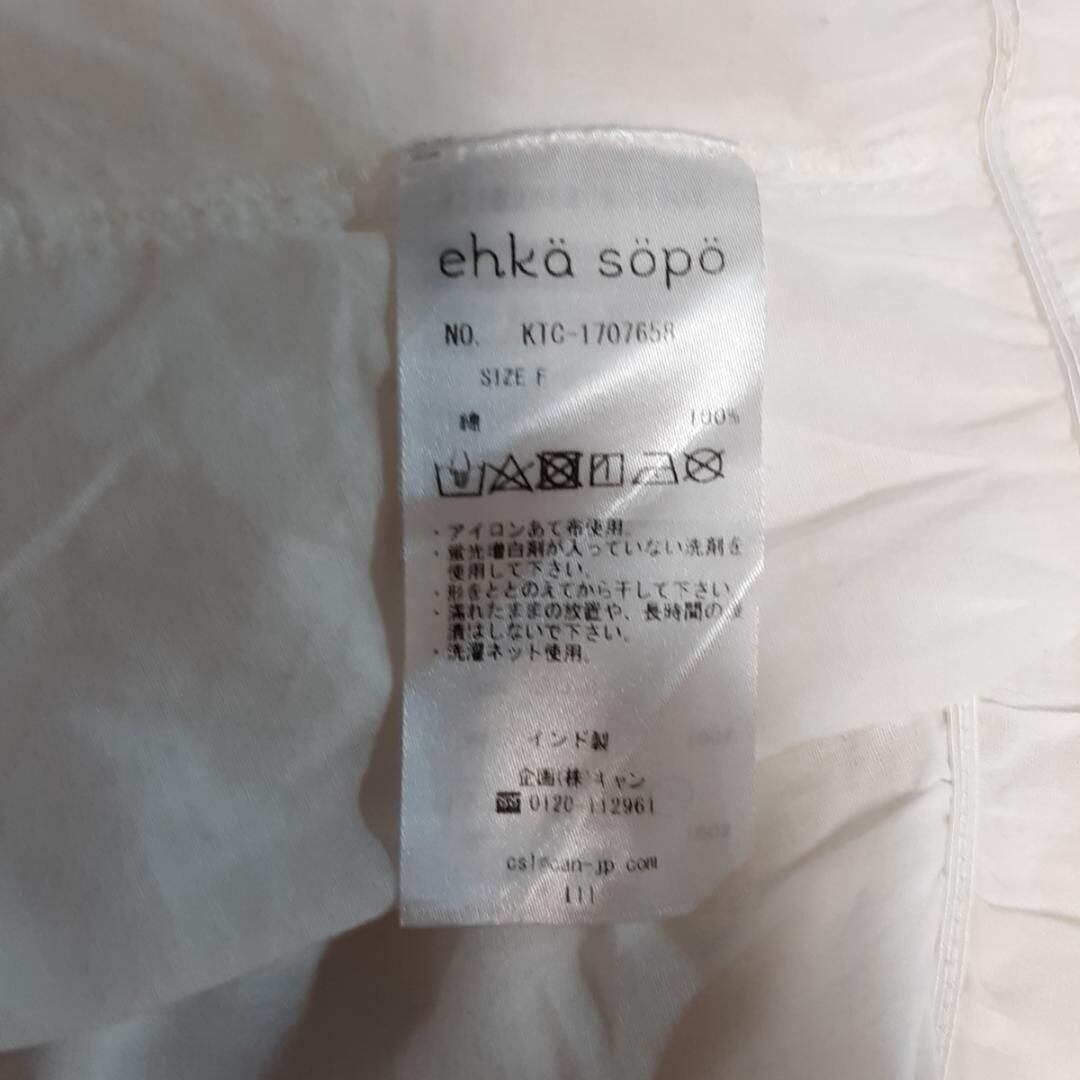 ehkä söpö
NO. KTC-1707658
SIZE F
綿 100%
・アイロンあて布使用。
・蛍光増白剤が入っていない洗剤を
使用して下さい。
・形をととのえてから干して下さい
・濡れたままの放置や、長時間の
漬はしないで下さい。
・洗濯ネット使用。
インド製
企画(株)キャン
0120-112961
can-jp.com